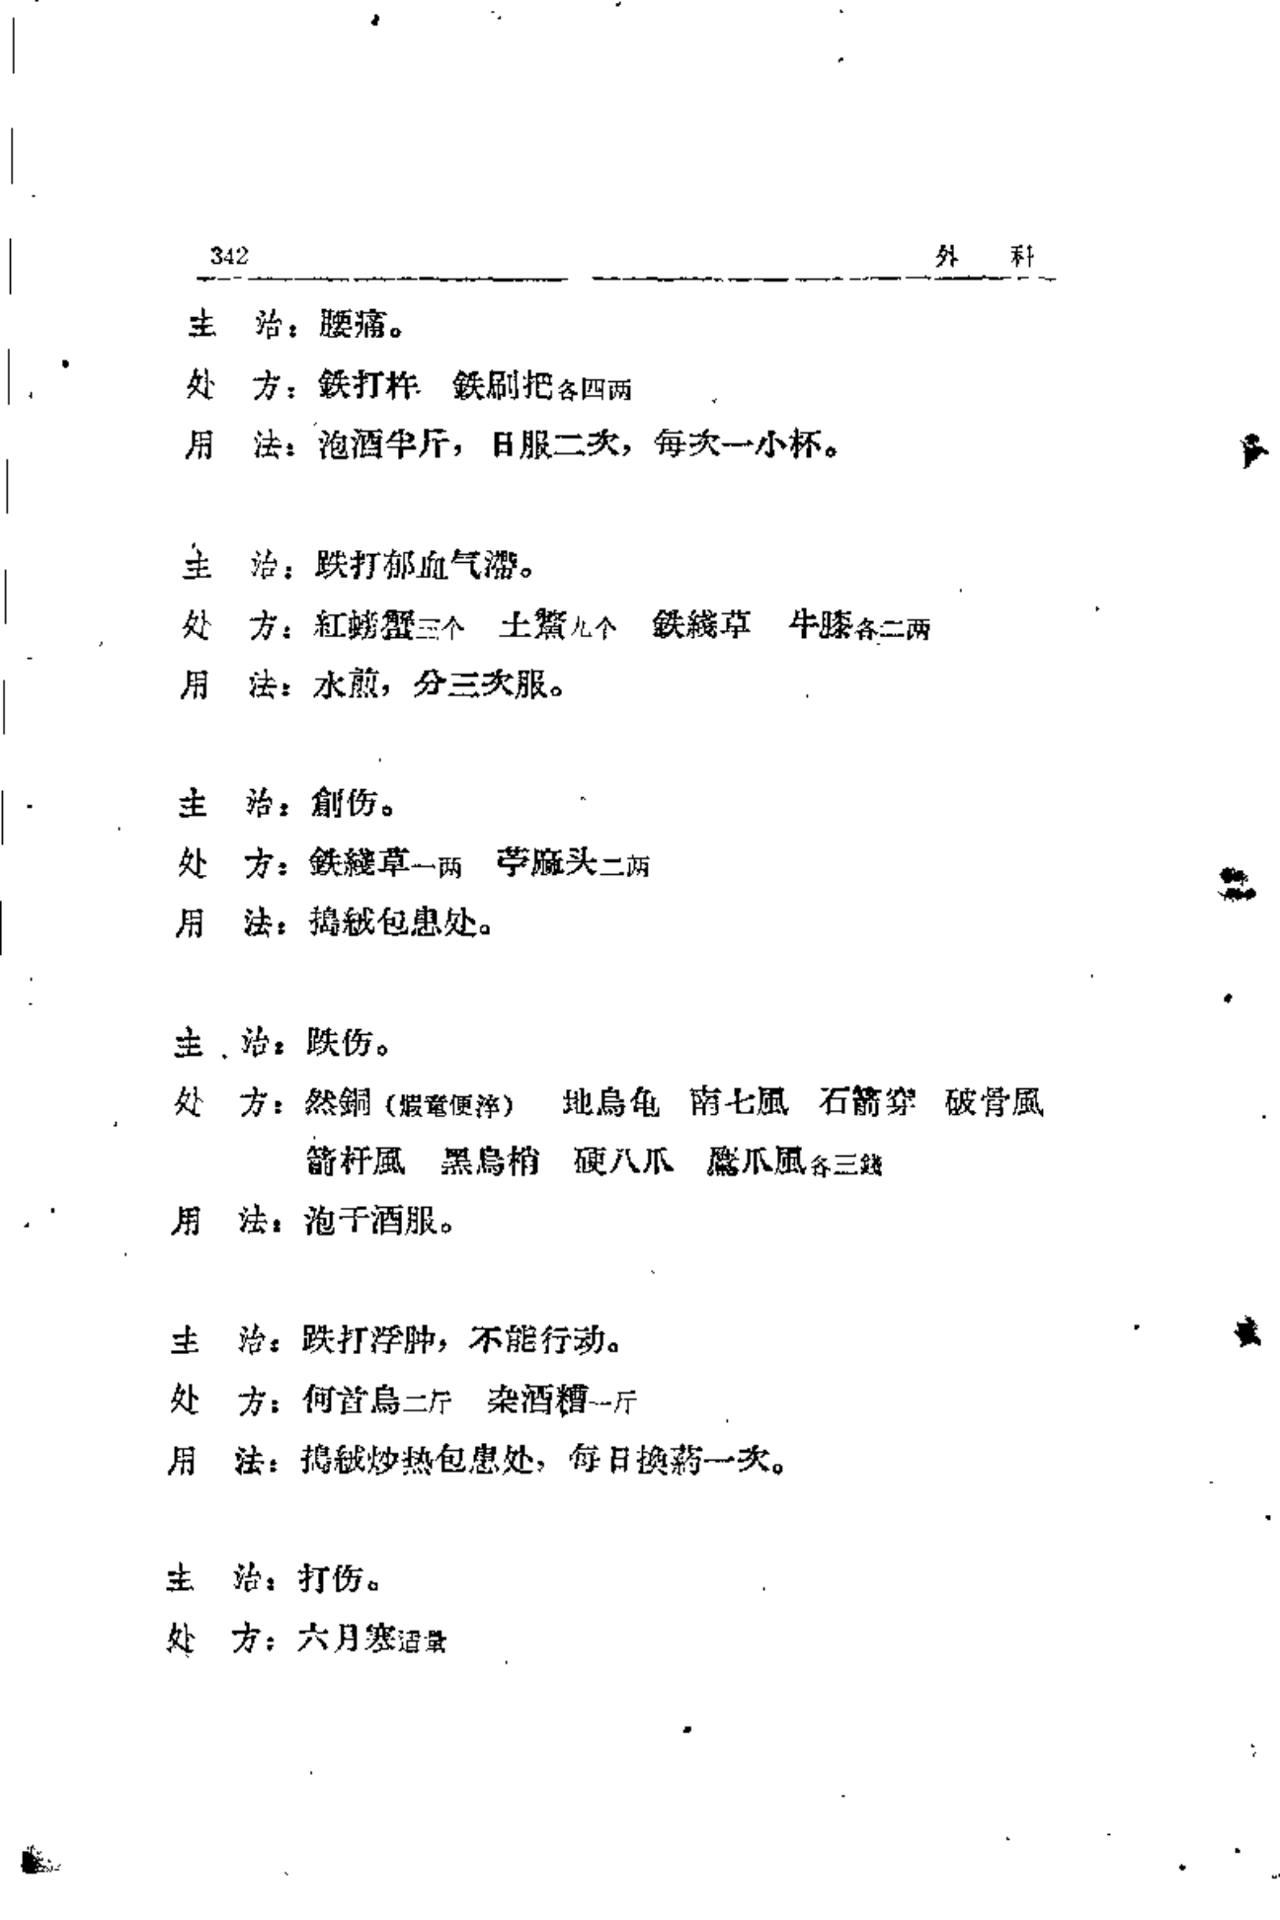 342 外 科
主 治：腰痛。
处 方：鉄打杵 鉄刷把各四两
用 法：泡酒半斤，日服二次，每次一小杯。
主 治：跌打郁血气滯。
处 方：紅螃蟹三个 土鱉九个 鉄綫草 牛膝各二两
用 法：水煎，分三次服。
主 治：創伤。
处 方：鉄綫草一两 苧麻头二两
用 法：搗絨包患处。
主 治：跌伤。
处 方：然銅（煅童便淬） 地烏龟 南七風 石箭穿 破骨風
箭杆風 黑烏梢 硬八爪 鷹爪風各三錢
用 法：泡干酒服。
主 治：跌打浮肿，不能行动。
处 方：何首烏二斤 杂酒糟一斤
用 法：搗絨炒热包患处，每日换葯一次。
主 治：打伤。
处 方：六月寒适量